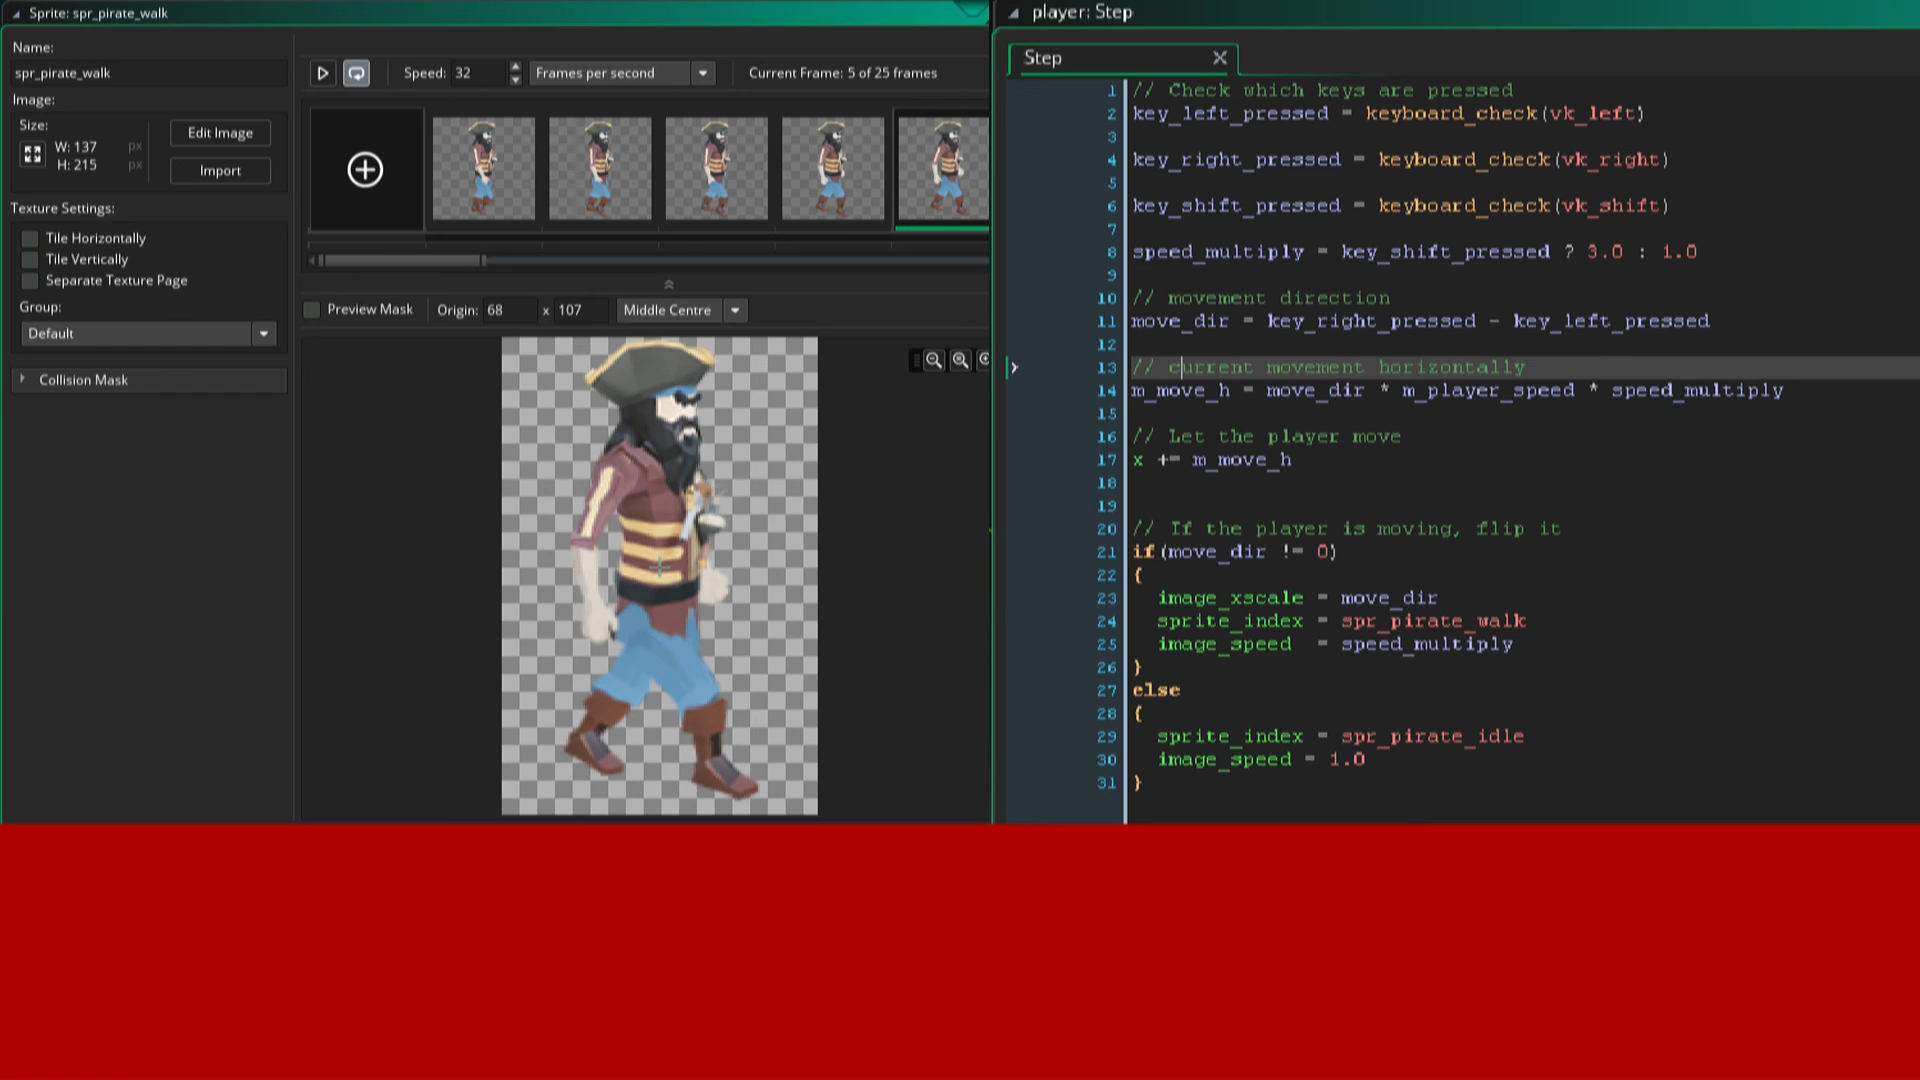 Sprite: spr_pirate_walk
Name:
spr_pirate_walk
Image:
Size:
W: 137 px
H: 215 px
Edit Image
Import
Texture Settings:
Tile Horizontally
Tile Vertically
Separate Texture Page
Group:
Default
Collision Mask
Speed: 32 Frames per second Current Frame: 5 of 25 frames
Preview Mask Origin: 68 x 107 Middle Centre
player: Step
Step
1 // Check which keys are pressed
2 key_left_pressed = keyboard_check(vk_left)
3
4 key_right_pressed = keyboard_check(vk_right)
5
6 key_shift_pressed = keyboard_check(vk_shift)
7
8 speed_multiply = key_shift_pressed ? 3.0 : 1.0
9
10 // movement direction
11 move_dir = key_right_pressed - key_left_pressed
12
13 // current movement horizontally
14 m_move_h = move_dir * m_player_speed * speed_multiply
15
16 // Let the player move
17 x += m_move_h
18
19
20 // If the player is moving, flip it
21 if(move_dir != 0)
22 {
23 image_xscale = move_dir
24 sprite_index = spr_pirate_walk
25 image_speed = speed_multiply
26 }
27 else
28 {
29 sprite_index = spr_pirate_idle
30 image_speed = 1.0
31 }